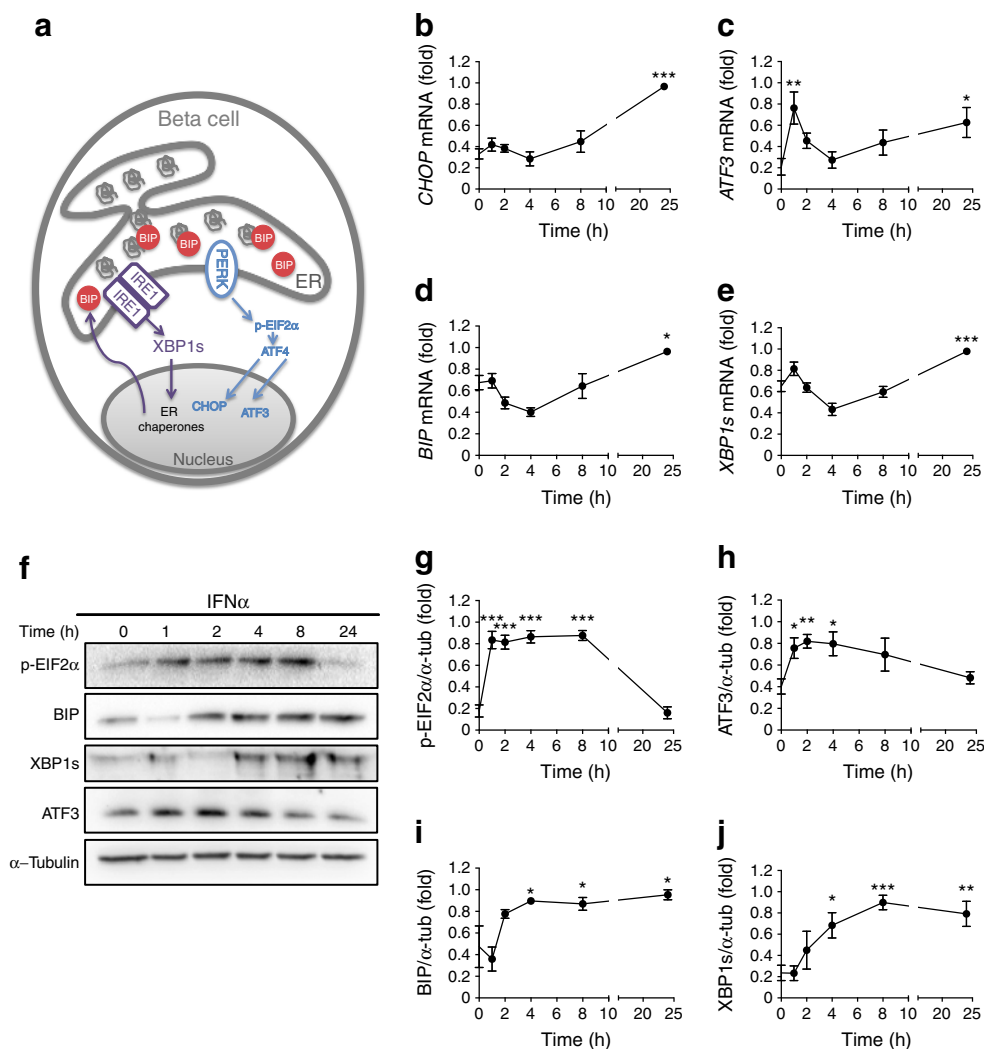 a
Beta cell
BIP
BIP
BIP
BIP
BIP
ER
PERK
IRE1
IRE1
XBP1s
p-EIF2α
ATF4
CHOP
ATF3
ER
chaperones
Nucleus
b
CHOP mRNA (fold)
1.2
1.0
0.8
0.6
0.4
0.2
0
***
0 2 4 6 8 10 20 25
Time (h)
c
ATF3 mRNA (fold)
1.2
1.0
0.8
0.6
0.4
0.2
0
**
*
0 2 4 6 8 10 20 25
Time (h)
d
BIP mRNA (fold)
1.2
1.0
0.8
0.6
0.4
0.2
0
*
0 2 4 6 8 10 20 25
Time (h)
e
XBP1s mRNA (fold)
1.2
1.0
0.8
0.6
0.4
0.2
0
***
0 2 4 6 8 10 20 25
Time (h)
f
IFNα
Time (h) 0 1 2 4 8 24
p-EIF2α
BIP
XBP1s
ATF3
α–Tubulin
g
p-EIF2α/α-tub (fold)
1.2
1.0
0.8
0.6
0.4
0.2
0
***
***
***
***
0 2 4 6 8 10 20 25
Time (h)
h
ATF3/α-tub (fold)
1.2
1.0
0.8
0.6
0.4
0.2
0
*
**
*
0 2 4 6 8 10 20 25
Time (h)
i
BIP/α-tub (fold)
1.2
1.0
0.8
0.6
0.4
0.2
0
*
*
*
0 2 4 6 8 10 20 25
Time (h)
j
XBP1s/α-tub (fold)
1.2
1.0
0.8
0.6
0.4
0.2
0
*
***
**
0 2 4 6 8 10 20 25
Time (h)